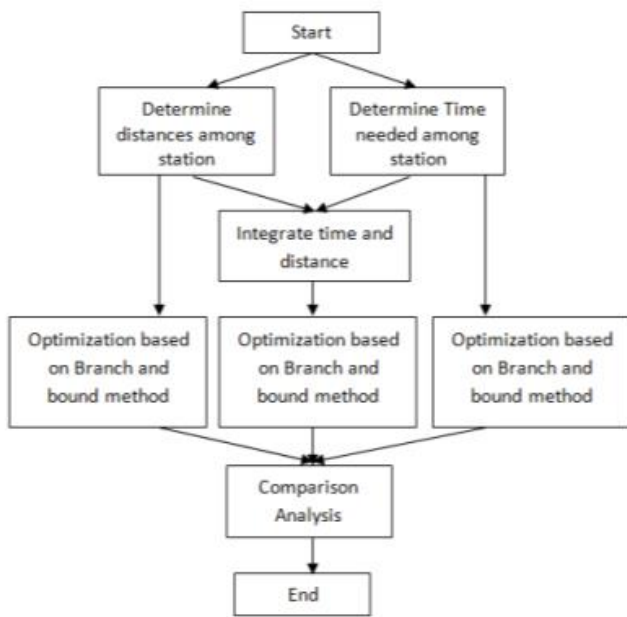 Start
Determine
distances among
station
Determine Time
needed among
station
Integrate time and
distance
Optimization based
on Branch and
bound method
Optimization based
on Branch and
bound method
Optimization based
on Branch and
bound method
Comparison
Analysis
End